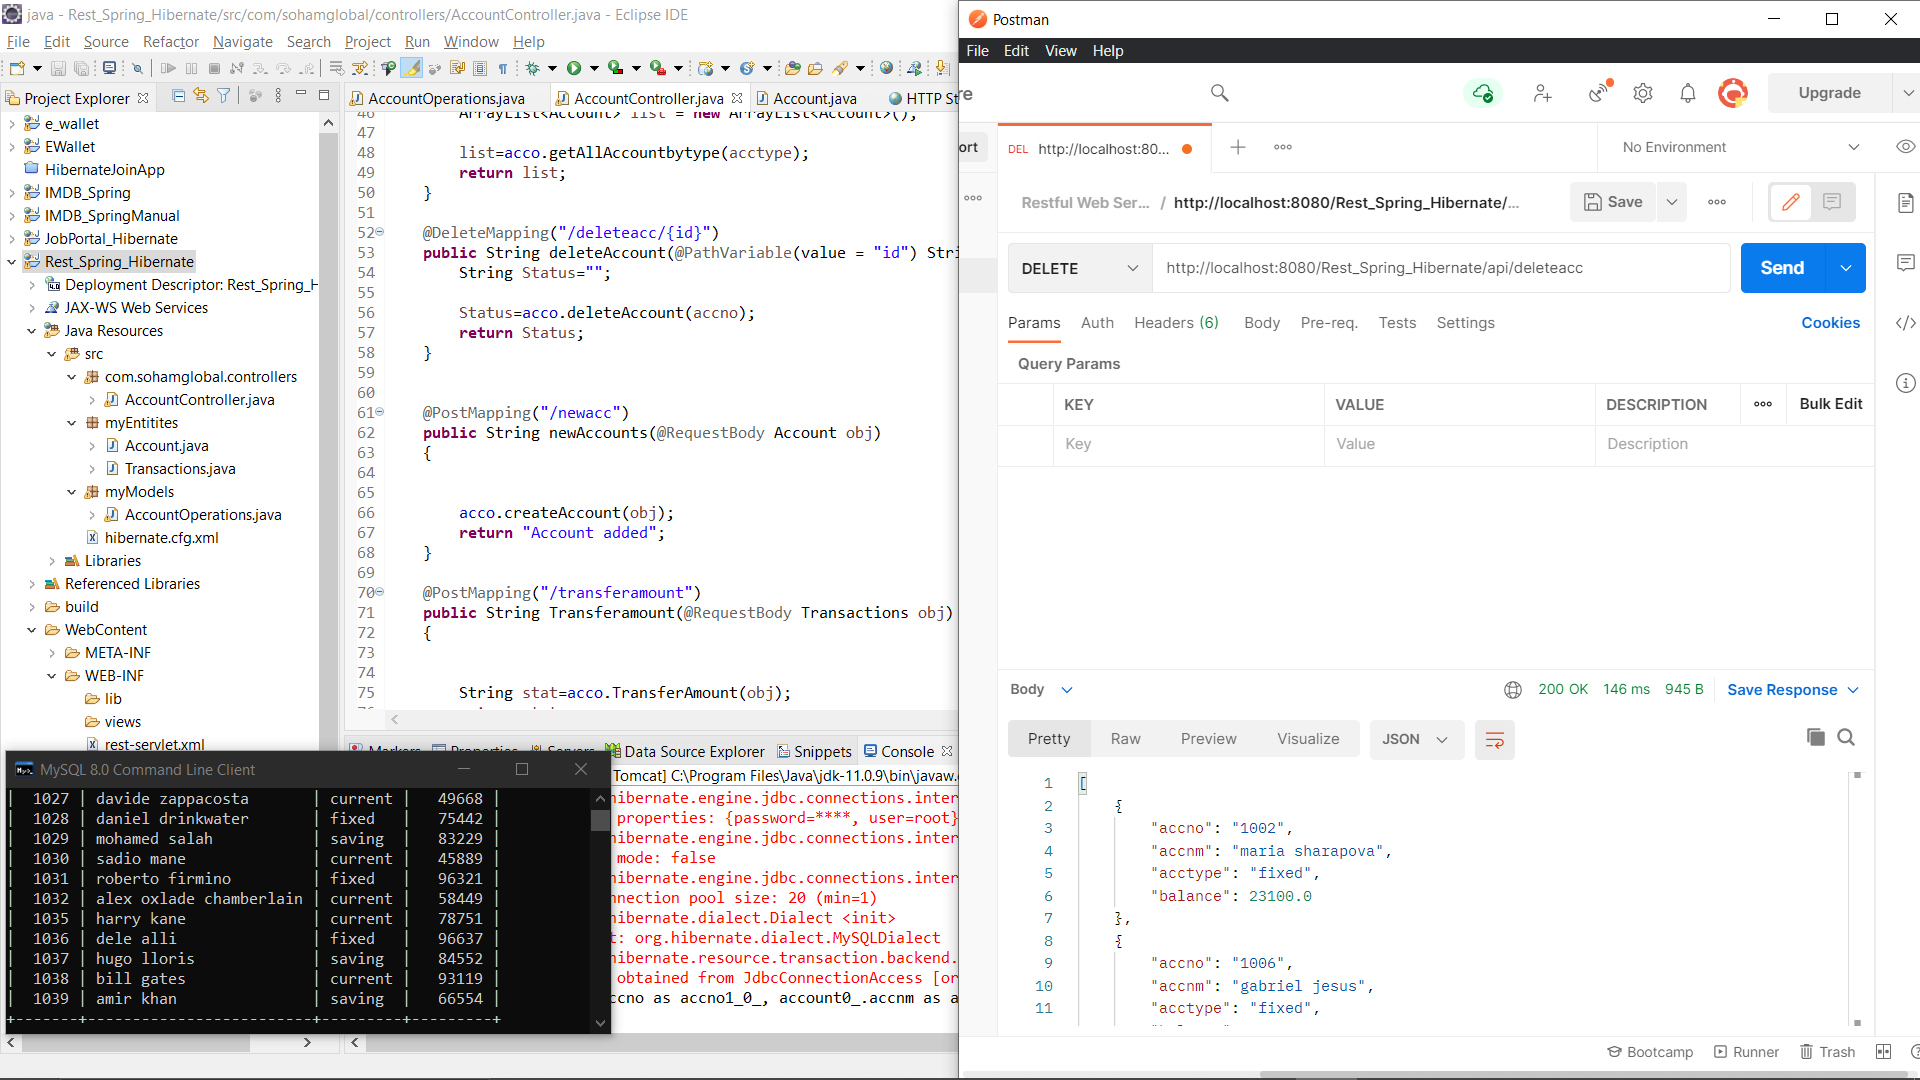 java - Rest_Spring_Hibernate/src/com/sohamglobal/controllers/AccountController.java - Eclipse IDE
File Edit Source Refactor Navigate Search Project Run Window Help
Project Explorer
e_wallet
EWallet
HibernateJoinApp
IMDB_Spring
IMDB_SpringManual
JobPortal_Hibernate
Rest_Spring_Hibernate
Deployment Descriptor: Rest_Spring_H
JAX-WS Web Services
Java Resources
src
com.sohamglobal.controllers
AccountController.java
myEntitites
Account.java
Transactions.java
myModels
AccountOperations.java
hibernate.cfg.xml
Libraries
Referenced Libraries
build
WebContent
META-INF
WEB-INF
lib
views
rest-servlet.xml
AccountOperations.java AccountController.java Account.java HTTP St
46 ArrayList<Account> list = new ArrayList<Account>();
47
48 list=acco.getAllAccountbytype(acctype);
49 return list;
50 }
51
52 @DeleteMapping("/deleteacc/{id}")
53 public String deleteAccount(@PathVariable(value = "id") Stri
54 String Status="";
55
56 Status=acco.deleteAccount(accno);
57 return Status;
58 }
59
60
61 @PostMapping("/newacc")
62 public String newAccounts(@RequestBody Account obj)
63 {
64
65
66 acco.createAccount(obj);
67 return "Account added";
68 }
69
70 @PostMapping("/transferamount")
71 public String Transferamount(@RequestBody Transactions obj)
72 {
73
74
75 String stat=acco.TransferAmount(obj);
Markers Properties Servers Data Source Explorer Snippets Console
Tomcat] C:\Program Files\Java\jdk-11.0.9\bin\javaw.
hibernate.engine.jdbc.connections.inter
properties: {password=****, user=root}
hibernate.engine.jdbc.connections.inter
mode: false
hibernate.engine.jdbc.connections.inter
nnection pool size: 20 (min=1)
hibernate.dialect.Dialect <init>
t: org.hibernate.dialect.MySQLDialect
hibernate.resource.transaction.backend.
obtained from JdbcConnectionAccess [or
ccno as accno1_0_, account0_.accnm as a
MySQL 8.0 Command Line Client
| 1027 | davide zappacosta | current | 49668 |
| 1028 | daniel drinkwater | fixed | 75442 |
| 1029 | mohamed salah | saving | 83229 |
| 1030 | sadio mane | current | 45889 |
| 1031 | roberto firmino | fixed | 96321 |
| 1032 | alex oxlade chamberlain | current | 58449 |
| 1035 | harry kane | current | 78751 |
| 1036 | dele alli | fixed | 96637 |
| 1037 | hugo lloris | saving | 84552 |
| 1038 | bill gates | current | 93119 |
| 1039 | amir khan | saving | 66554 |
+-------+-------------------------+---------+---------+
Postman
File Edit View Help
re
Upgrade
ort
DEL http://localhost:80...
No Environment
Restful Web Ser... / http://localhost:8080/Rest_Spring_Hibernate/...
Save
DELETE http://localhost:8080/Rest_Spring_Hibernate/api/deleteacc
Send
Params Auth Headers (6) Body Pre-req. Tests Settings Cookies
Query Params
KEY VALUE DESCRIPTION Bulk Edit
Key Value Description
Body 200 OK 146 ms 945 B Save Response
Pretty Raw Preview Visualize JSON
1 [
2 {
3 "accno": "1002",
4 "accnm": "maria sharapova",
5 "acctype": "fixed",
6 "balance": 23100.0
7 },
8 {
9 "accno": "1006",
10 "accnm": "gabriel jesus",
11 "acctype": "fixed",
Bootcamp Runner Trash